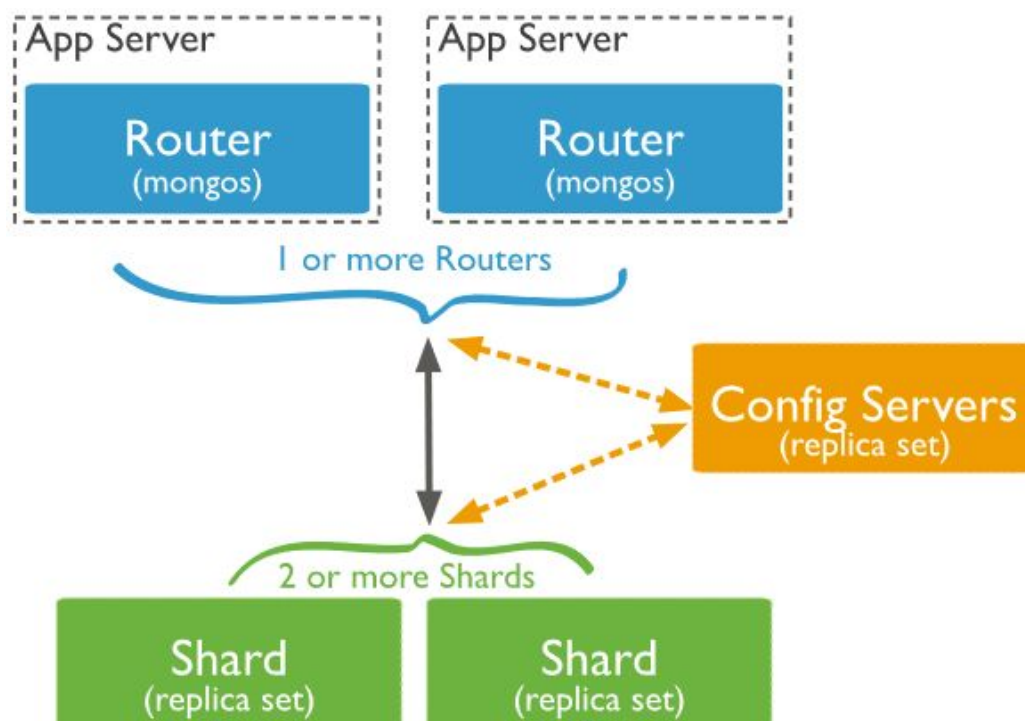 App Server
App Server
Router
(mongos)
Router
(mongos)
1 or more Routers
Config Servers
(replica set)
2 or more Shards
Shard
(replica set)
Shard
(replica set)